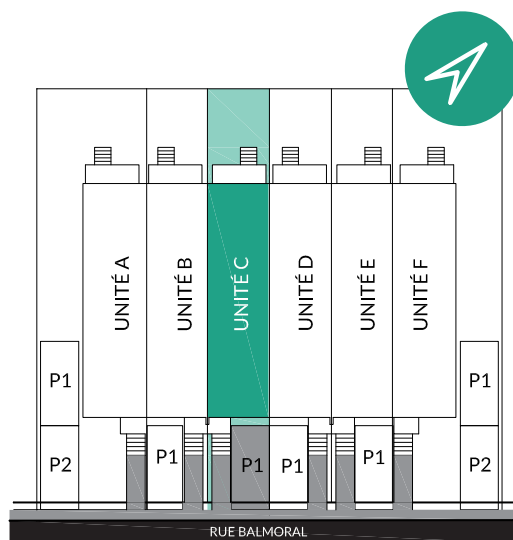 UNITÉ A
UNITÉ B
UNITÉ C
UNITÉ D
UNITÉ E
UNITÉ F
P1
P1
P2
P1
P1
P1
P1
P2
RUE BALMORAL